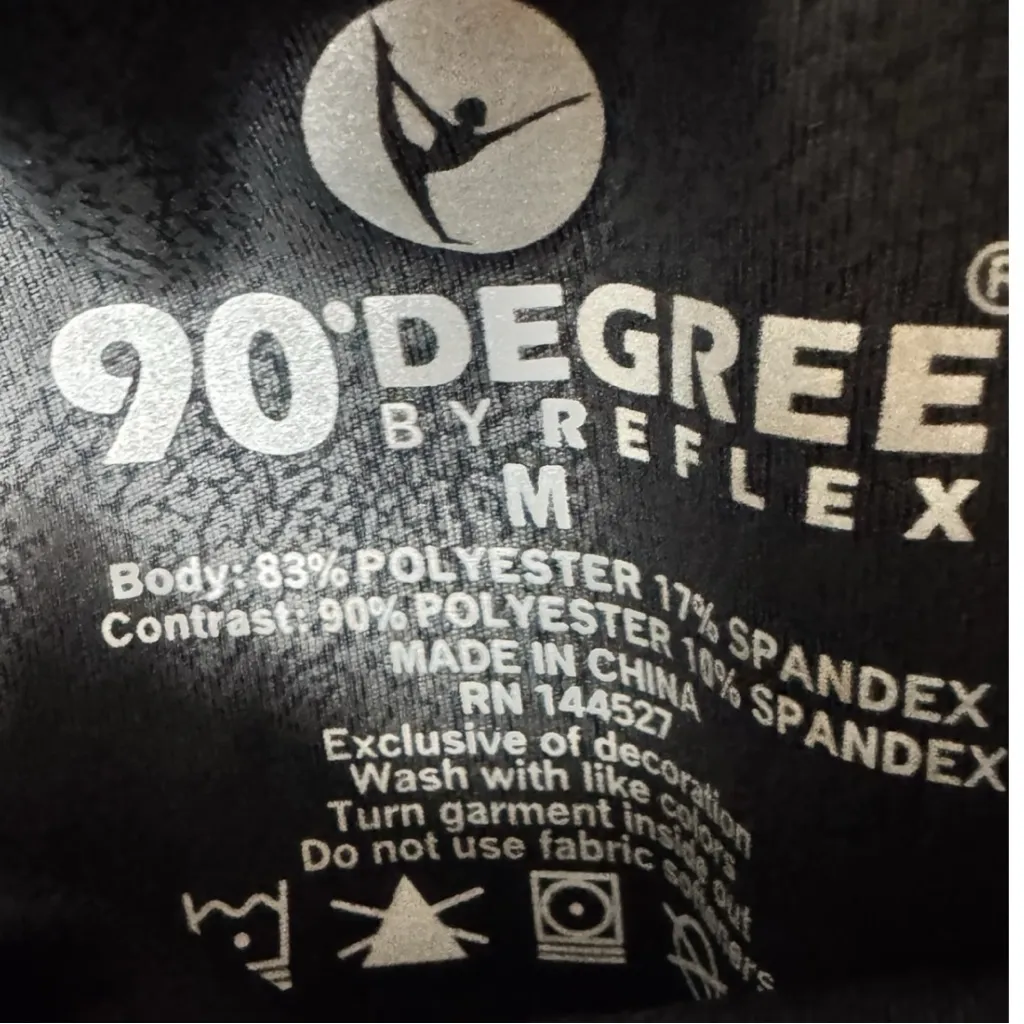 90°DEGREE®
BY REFLEX
M
Body: 83% POLYESTER 17% SPANDEX
Contrast: 90% POLYESTER 10% SPANDEX
MADE IN CHINA
RN 144527
Exclusive of decoration
Wash with like colors
Turn garment inside out
Do not use fabric softeners